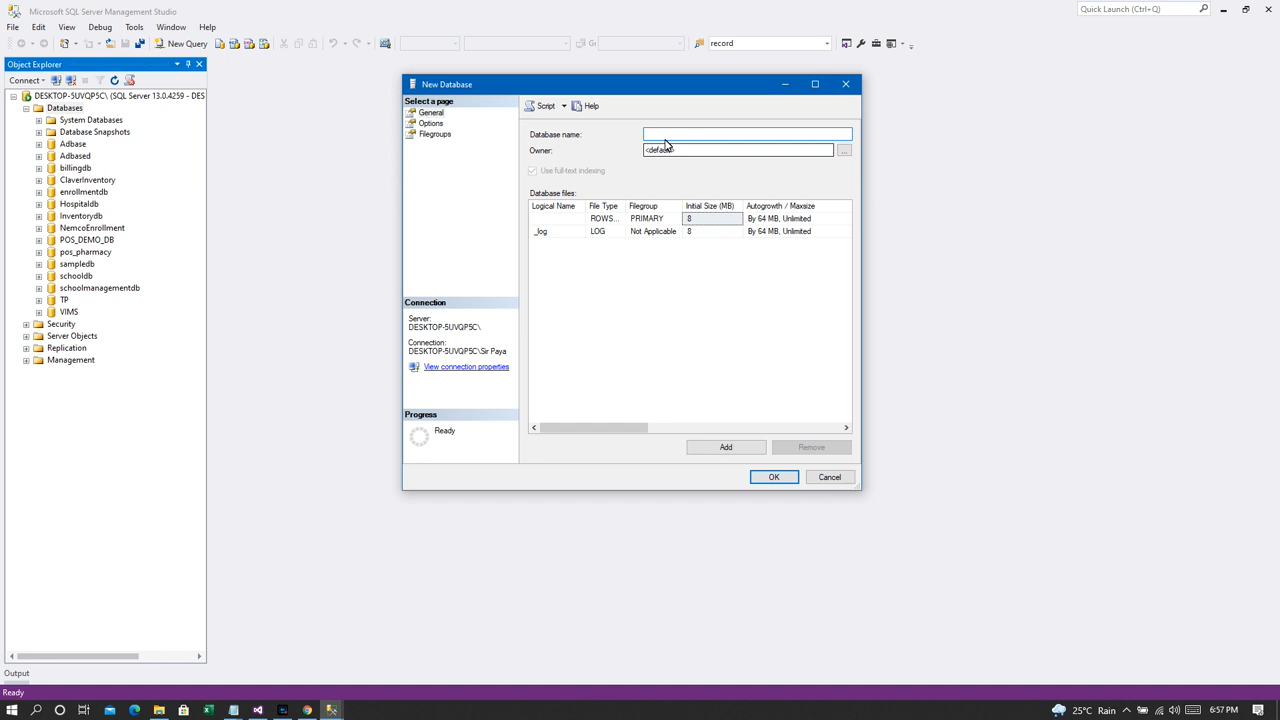 Microsoft SQL Server Management Studio
Quick Launch (Ctrl+Q)
File Edit View Debug Tools Window Help
New Query
record
Object Explorer
Connect
DESKTOP-5UVQP5C\ (SQL Server 13.0.4259 - DES
Databases
System Databases
Database Snapshots
Adbase
Adbased
billingdb
ClaverInventory
enrollmentdb
Hospitaldb
Inventorydb
NemcoEnrollment
POS_DEMO_DB
pos_pharmacy
sampledb
schooldb
schoolmanagementdb
TP
VIMS
Security
Server Objects
Replication
Management
New Database
Select a page
General
Options
Filegroups
Connection
Server:
DESKTOP-5UVQP5C\
Connection:
DESKTOP-5UVQP5C\Sir Paya
View connection properties
Progress
Ready
Script Help
Database name:
Owner: <default>
Use full-text indexing
Database files:
Logical Name File Type Filegroup Initial Size (MB) Autogrowth / Maxsize
ROWS... PRIMARY 8 By 64 MB, Unlimited
_log LOG Not Applicable 8 By 64 MB, Unlimited
Add Remove
OK Cancel
Output
Ready
25°C Rain 6:57 PM